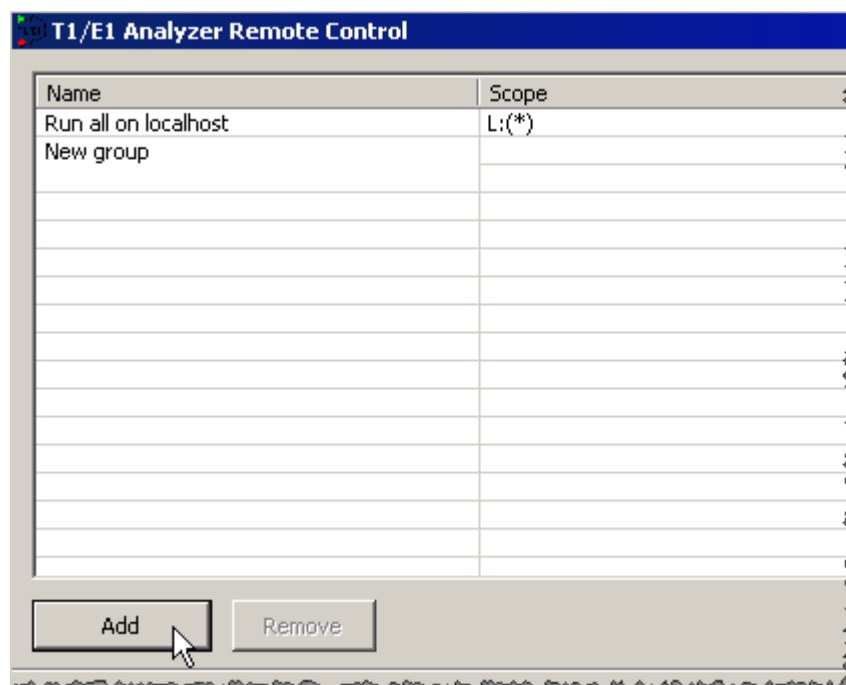 T1/E1 Analyzer Remote Control
Name Scope
Run all on localhost L:(*)
New group
Add Remove